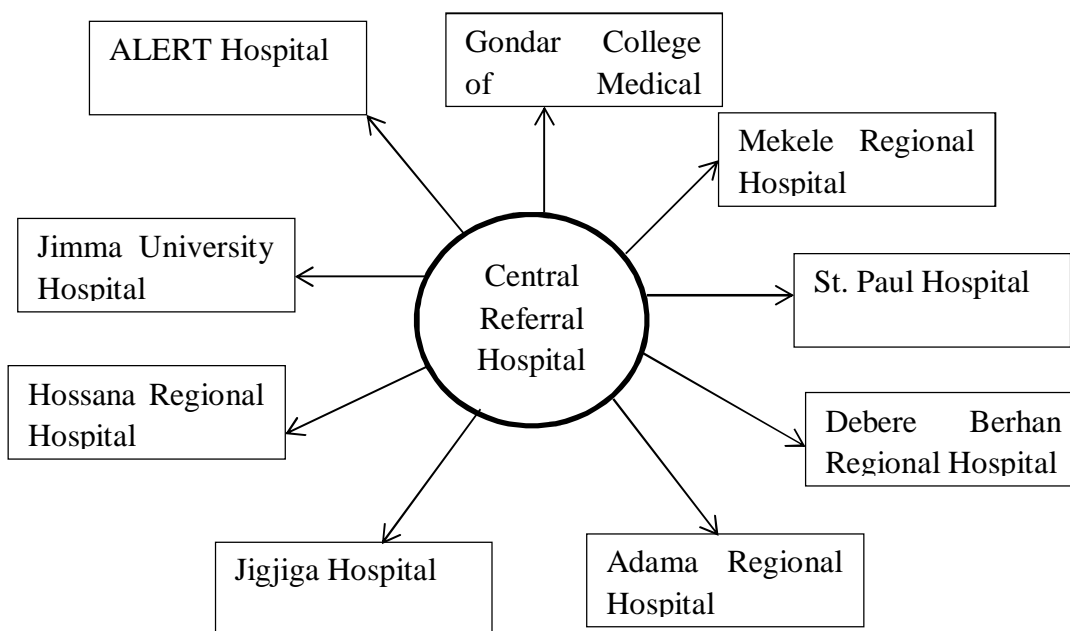 ALERT Hospital
Gondar College
of Medical
Mekele Regional
Hospital
Jimma University
Hospital
Central
Referral
Hospital
St. Paul Hospital
Hossana Regional
Hospital
Debere Berhan
Regional Hospital
Jigjiga Hospital
Adama Regional
Hospital